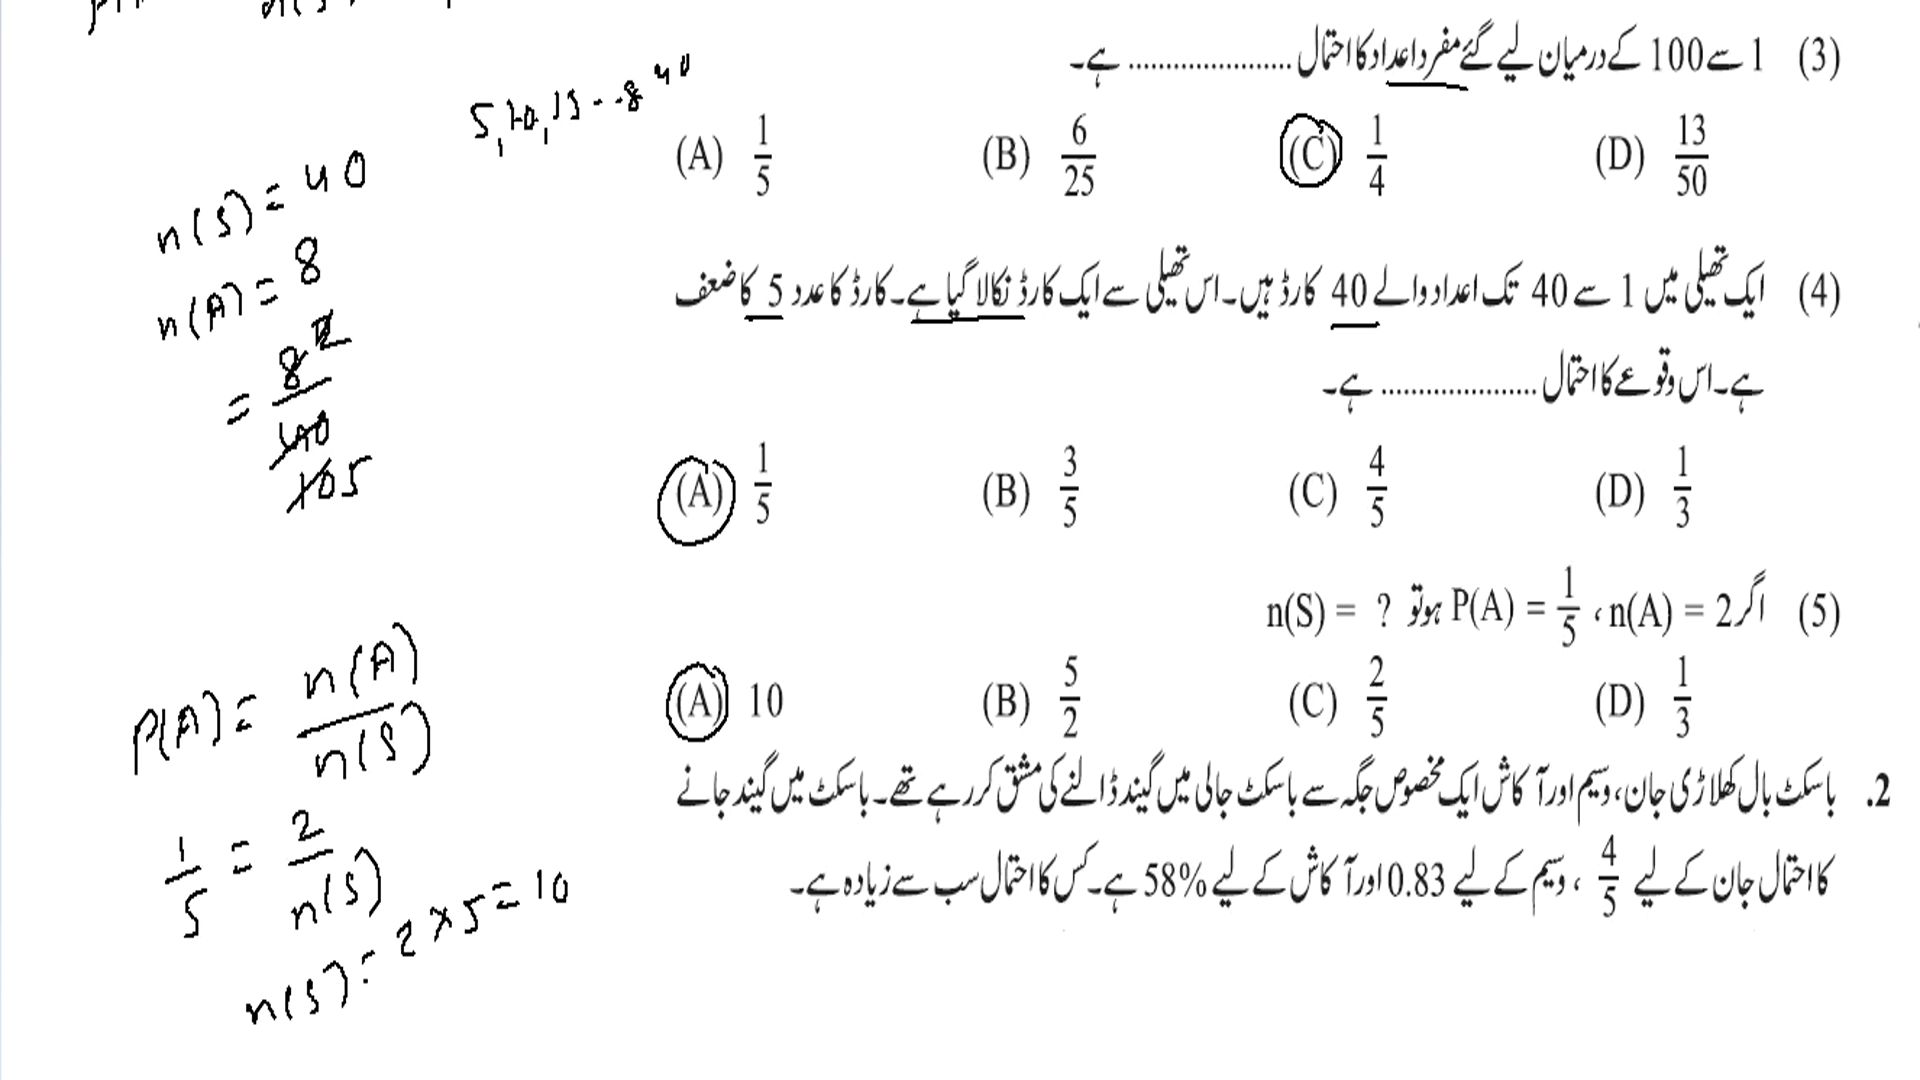 (3) 1 سے 100 کے درمیان لیے گئے مفرد اعداد کا احتمال ...................... ہے۔
(A) 1/5 (B) 6/25 (C) 1/4 (D) 13/50
(4) ایک تھیلی میں 1 سے 40 تک اعداد والے 40 کارڈ ہیں۔ اس تھیلی سے ایک کارڈ نکالا گیا ہے۔ کارڈ کا عدد 5 کا ضعف
ہے۔ اس وقوعے کا احتمال ..................... ہے۔
(A) 1/5 (B) 3/5 (C) 4/5 (D) 1/3
(5) اگر n(A) = 2، P(A) = 1/5 ہو تو n(S) = ?
(A) 10 (B) 5/2 (C) 2/5 (D) 1/3
2. باسکٹ بال کھلاڑی جان، وسیم اور آکاش ایک مخصوص جگہ سے باسکٹ جالی میں گیند ڈالنے کی مشق کر رہے تھے۔ باسکٹ میں گیند جانے
کا احتمال جان کے لیے 4/5، وسیم کے لیے 0.83 اور آکاش کے لیے 58% ہے۔ کس کا احتمال سب سے زیادہ ہے۔
5, 10, 15 -- 8 40
n(S) = 40
n(A) = 8
= 8 2
40
10 5
P(A) = n(A)/n(S)
1/5 = 2/n(S)
n(S) = 2 × 5 = 10